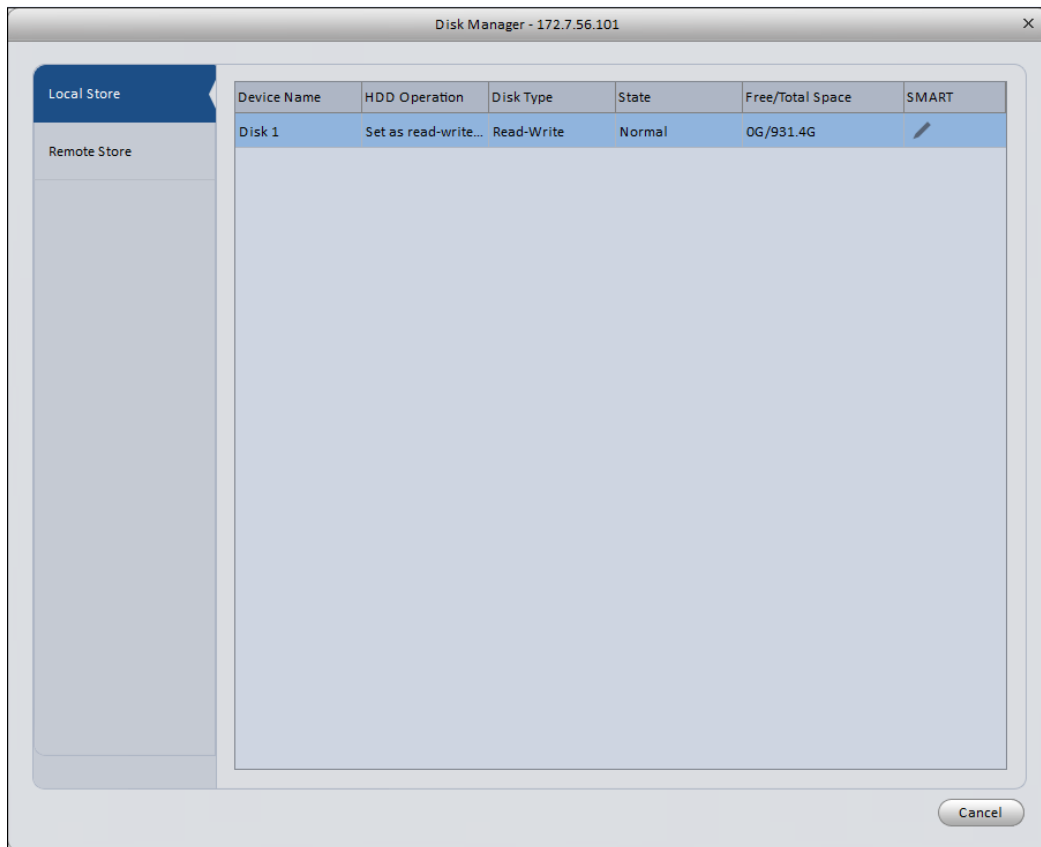 Disk Manager - 172.7.56.101
Local Store
Remote Store
Device Name HDD Operation Disk Type State Free/Total Space SMART
Disk 1 Set as read-write... Read-Write Normal 0G/931.4G
Cancel